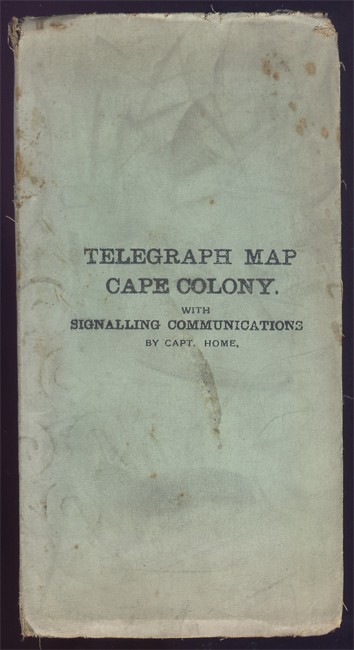 TELEGRAPH MAP
CAPE COLONY.
WITH
SIGNALLING COMMUNICATIONS
BY CAPT. HOME,